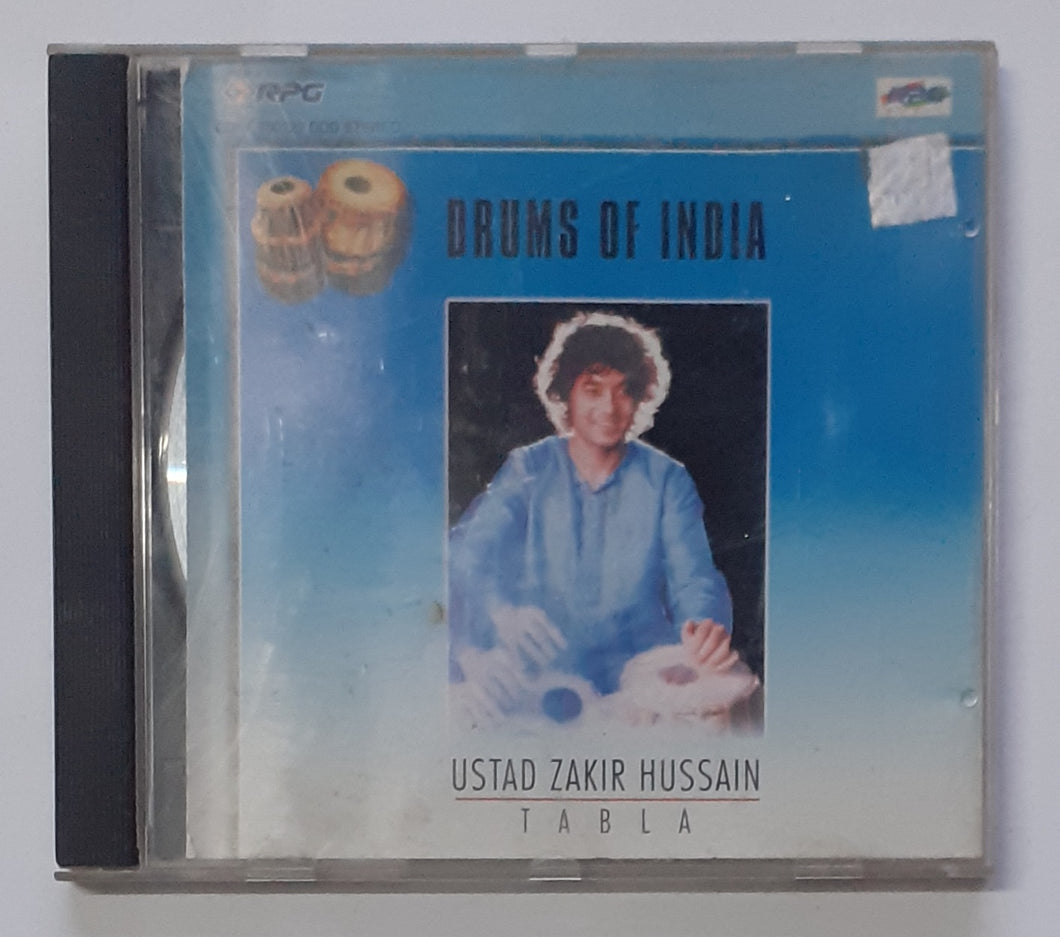 RPG
DRUMS OF INDIA
USTAD ZAKIR HUSSAIN
TABLA